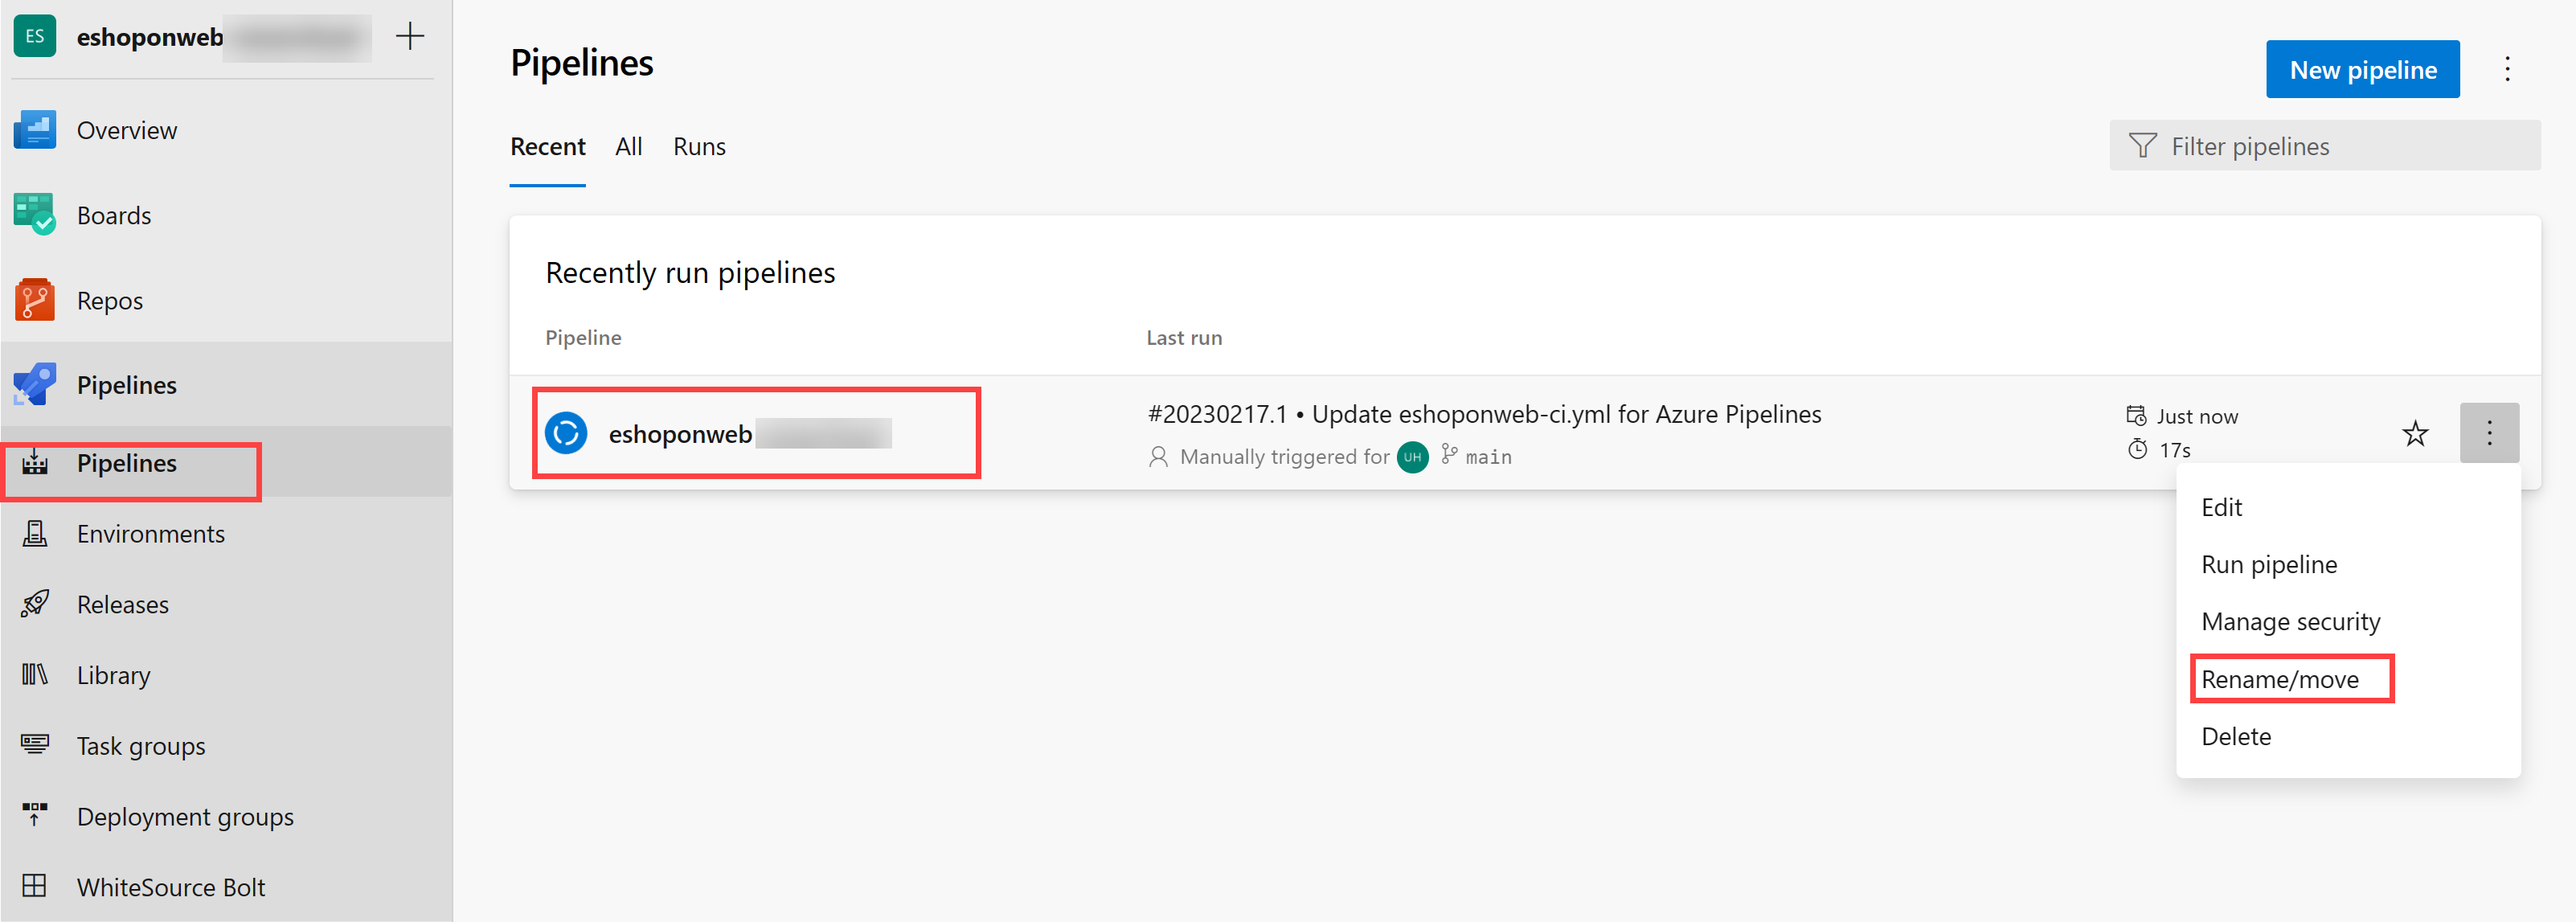 ES eshoponweb
Overview
Boards
Repos
Pipelines
Pipelines
Environments
Releases
Library
Task groups
Deployment groups
WhiteSource Bolt
Pipelines
New pipeline
Recent All Runs
Filter pipelines
Recently run pipelines
Pipeline Last run
eshoponweb
#20230217.1 • Update eshoponweb-ci.yml for Azure Pipelines
Manually triggered for UH main
Just now
17s
Edit
Run pipeline
Manage security
Rename/move
Delete